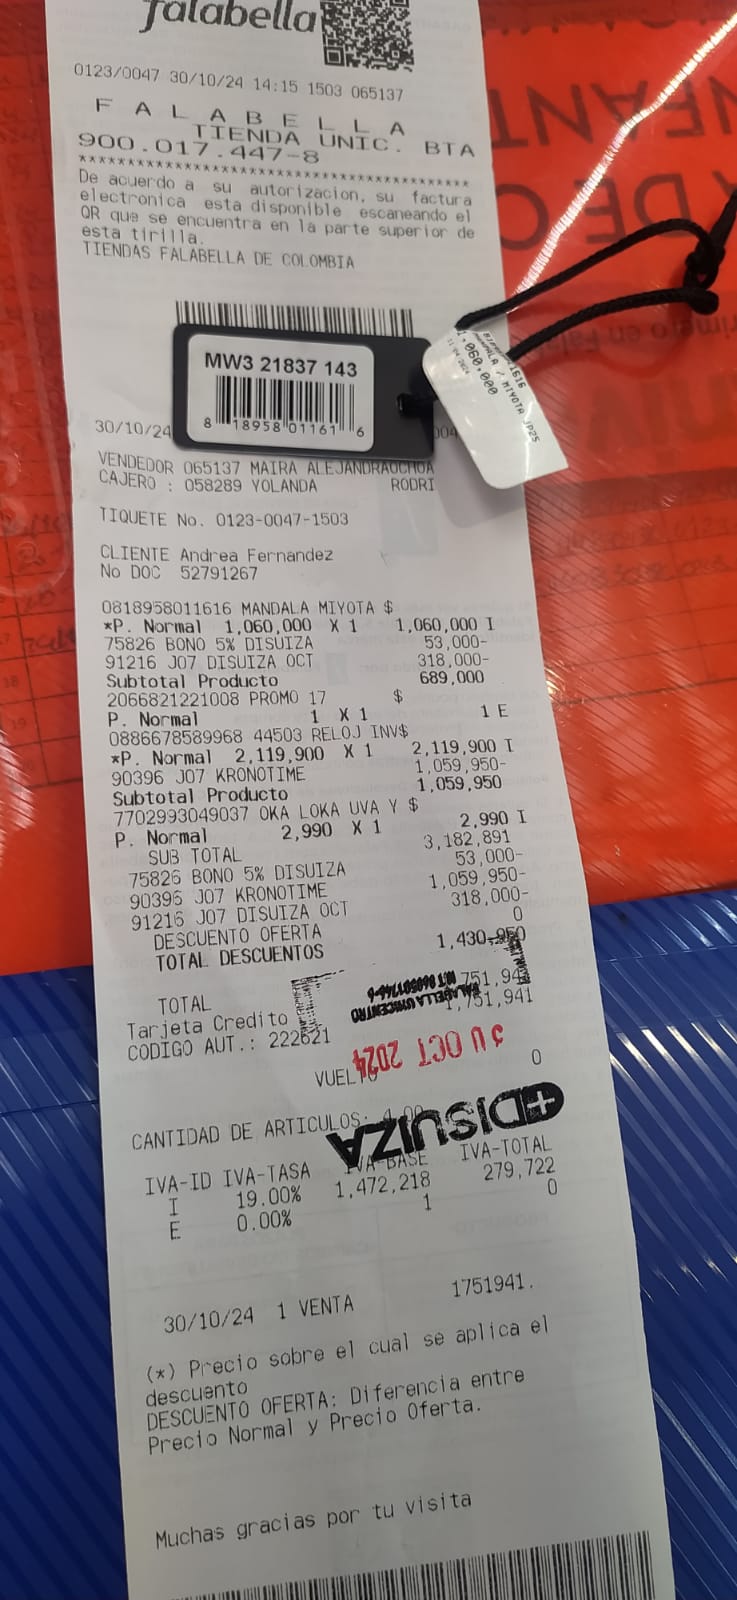 falabella
0123/0047 30/10/24 14:15 1503 065137
F A L A B E L L A
TIENDA UNIC. BTA
900.017.447-8
******************************************
De acuerdo a su autorizacion, su factura
electronica esta disponible escaneando el
QR que se encuentra en la parte superior de
esta tirilla.
TIENDAS FALABELLA DE COLOMBIA
MW3 21837 143
8 18958 01161 6
1,060,000
MIYOTA JP25
30/10/24
VENDEDOR 065137 MAIRA ALEJANDRAOCHOA
CAJERO : 058289 YOLANDA RODRI
TIQUETE No. 0123-0047-1503
CLIENTE Andrea Fernandez
No DOC 52791267
0818958011616 MANDALA MIYOTA $
*P. Normal 1,060,000 X 1 1,060,000 I
75826 BONO 5% DISUIZA 53,000-
91216 J07 DISUIZA OCT 318,000-
Subtotal Producto 689,000
2066821221008 PROMO 17 $
P. Normal 1 X 1 1 E
0886678589968 44503 RELOJ INV$
*P. Normal 2,119,900 X 1 2,119,900 I
90396 J07 KRONOTIME 1,059,950-
Subtotal Producto 1,059,950
7702993049037 OKA LOKA UVA Y $
P. Normal 2,990 X 1 2,990 I
SUB TOTAL 3,182,891
75826 BONO 5% DISUIZA 53,000-
90396 J07 KRONOTIME 1,059,950-
91216 J07 DISUIZA OCT 318,000-
DESCUENTO OFERTA 0
TOTAL DESCUENTOS 1,430,950
TOTAL 1,751,941
Tarjeta Credito 1,751,941
CODIGO AUT.: 222621
FALABELLA UNICENTRO
30 OCT 2024
VUELTO 0
DISUIZA
CANTIDAD DE ARTICULOS: 4.00
IVA-ID IVA-TASA IVA-BASE IVA-TOTAL
I 19.00% 1,472,218 279,722
E 0.00% 1 0
30/10/24 1 VENTA 1751941.
(*) Precio sobre el cual se aplica el
descuento
DESCUENTO OFERTA: Diferencia entre
Precio Normal y Precio Oferta.
Muchas gracias por tu visita